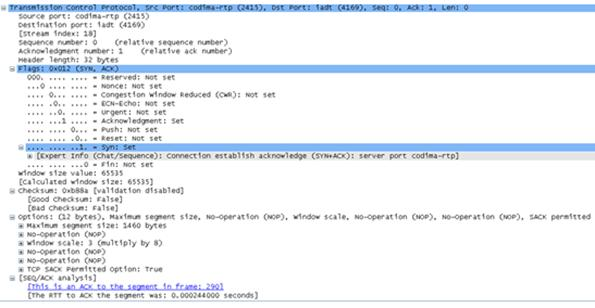 Transmission Control Protocol, Src Port: codima-rtp (2415), Dst Port: iadt (4169), Seq: 0, Ack: 1, Len: 0
Source port: codima-rtp (2415)
Destination port: iadt (4169)
[Stream index: 18]
Sequence number: 0 (relative sequence number)
Acknowledgment number: 1 (relative ack number)
Header length: 32 bytes
Flags: 0x012 (SYN, ACK)
000. .... .... = Reserved: Not set
...0 .... .... = Nonce: Not set
.... 0... .... = Congestion Window Reduced (CWR): Not set
.... .0.. .... = ECN-Echo: Not set
.... ..0. .... = Urgent: Not set
.... ...1 .... = Acknowledgment: Set
.... .... 0... = Push: Not set
.... .... .0.. = Reset: Not set
.... .... ..1. = Syn: Set
[Expert Info (Chat/Sequence): Connection establish acknowledge (SYN+ACK): server port codima-rtp]
.... .... ...0 = Fin: Not set
Window size value: 65535
[Calculated window size: 65535]
Checksum: 0xb88a [validation disabled]
[Good Checksum: False]
[Bad Checksum: False]
Options: (12 bytes), Maximum segment size, No-Operation (NOP), Window scale, No-Operation (NOP), No-Operation (NOP), SACK permitted
Maximum segment size: 1460 bytes
No-Operation (NOP)
Window scale: 3 (multiply by 8)
No-Operation (NOP)
No-Operation (NOP)
TCP SACK Permitted Option: True
[SEQ/ACK analysis]
[This is an ACK to the segment in frame: 290]
[The RTT to ACK the segment was: 0.000244000 seconds]